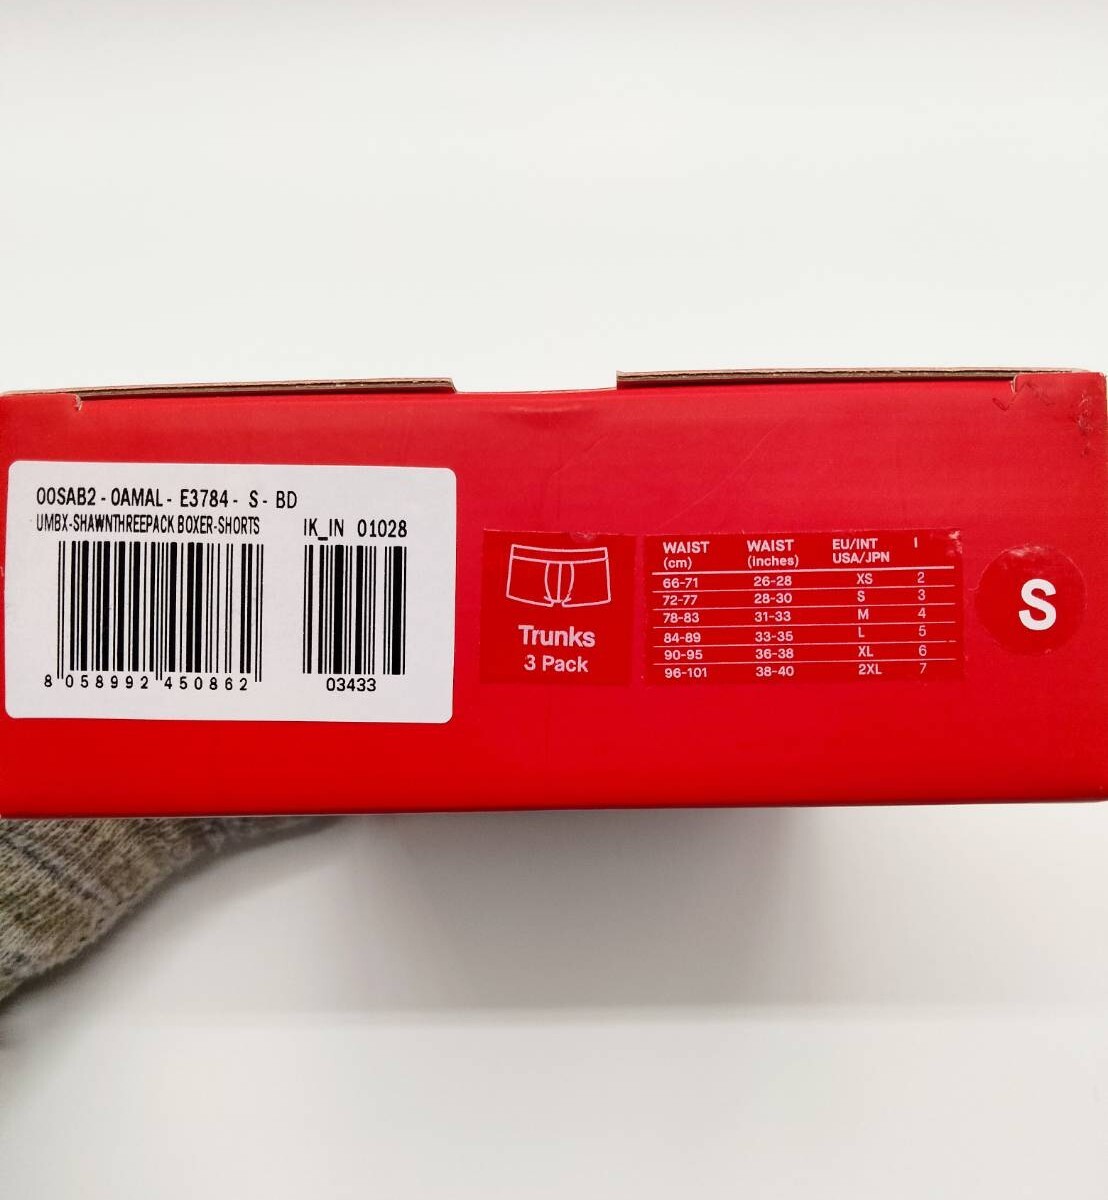 00SAB2 - 0AMAL - E3784 - S - BD
UMBX-SHAWNTHREEPACK BOXER-SHORTS
IK_IN 01028
8 058992 450862
03433
Trunks
3 Pack
WAIST (cm) WAIST (inches) EU/INT USA/JPN I
66-71 26-28 XS 2
72-77 28-30 S 3
78-83 31-33 M 4
84-89 33-35 L 5
90-95 36-38 XL 6
96-101 38-40 2XL 7
S